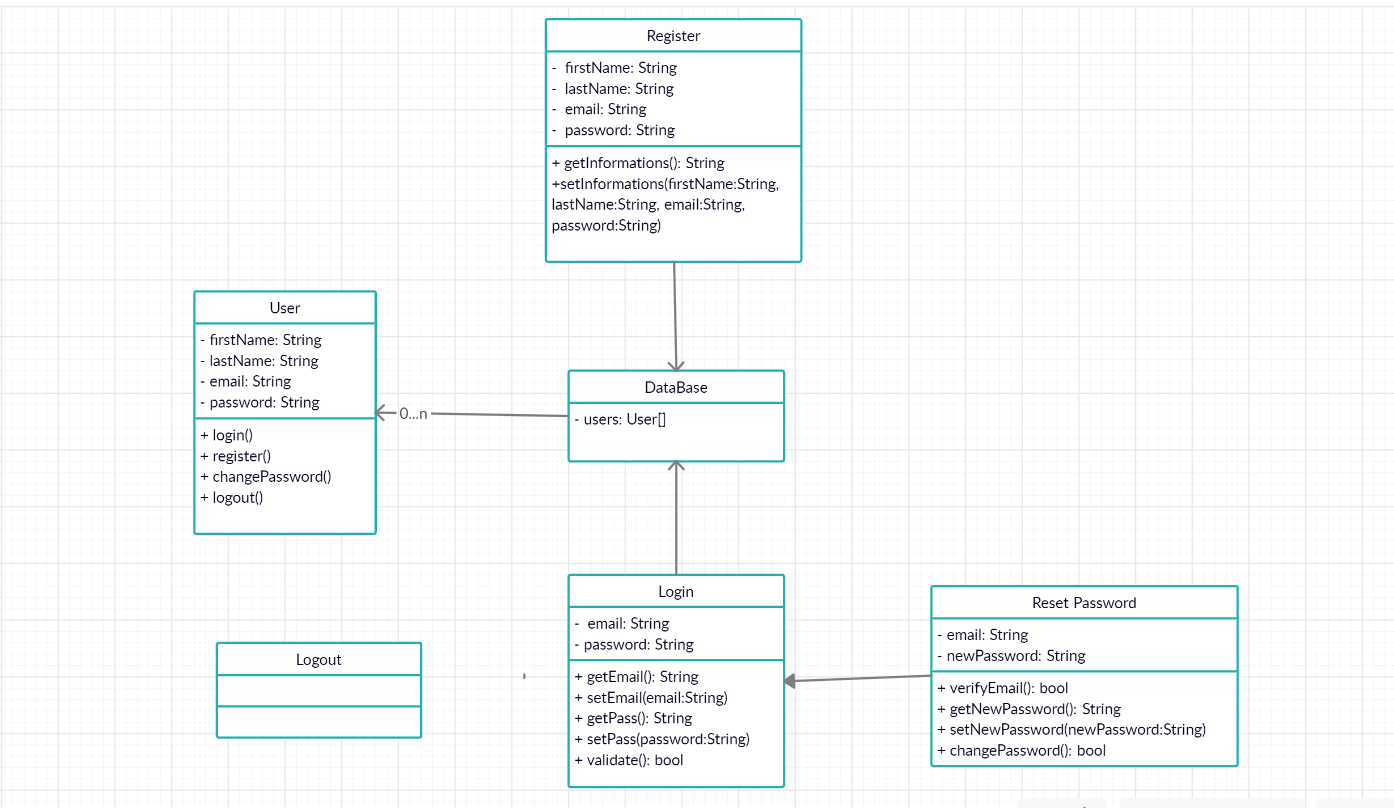 Register
- firstName: String
- lastName: String
- email: String
- password: String
+ getInformations(): String
+setInformations(firstName:String,
lastName:String, email:String,
password:String)
User
- firstName: String
- lastName: String
- email: String
- password: String
+ login()
+ register()
+ changePassword()
+ logout()
0...n
DataBase
- users: User[]
Login
- email: String
- password: String
+ getEmail(): String
+ setEmail(email:String)
+ getPass(): String
+ setPass(password:String)
+ validate(): bool
Reset Password
- email: String
- newPassword: String
+ verifyEmail(): bool
+ getNewPassword(): String
+ setNewPassword(newPassword:String)
+ changePassword(): bool
Logout